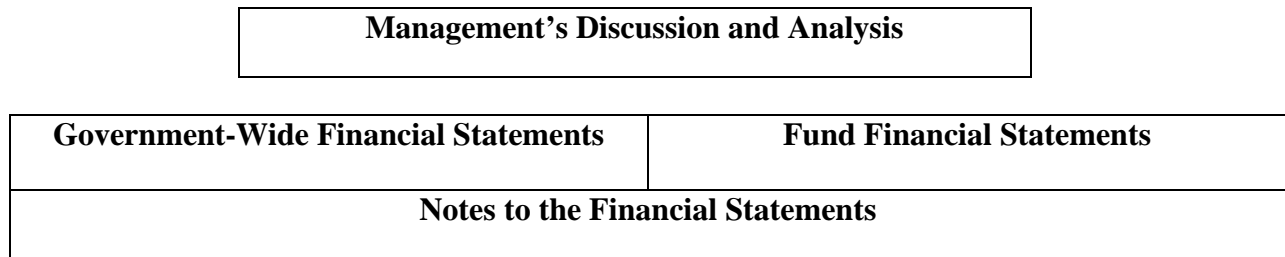 Management’s Discussion and Analysis
Government-Wide Financial Statements
Fund Financial Statements
Notes to the Financial Statements